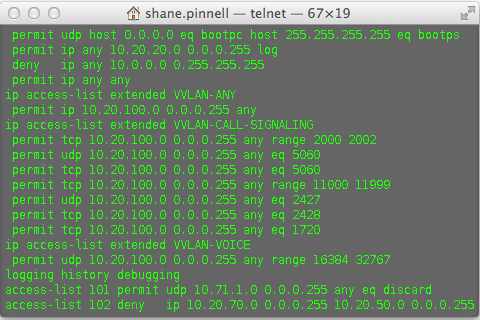 shane.pinnell — telnet — 67×19
permit udp host 0.0.0.0 eq bootpc host 255.255.255.255 eq bootps
permit ip any 10.20.20.0 0.0.0.255 log
deny   ip any 10.0.0.0 0.255.255.255
permit ip any any
ip access-list extended VVLAN-ANY
permit ip 10.20.100.0 0.0.0.255 any
ip access-list extended VVLAN-CALL-SIGNALING
permit tcp 10.20.100.0 0.0.0.255 any range 2000 2002
permit udp 10.20.100.0 0.0.0.255 any eq 5060
permit tcp 10.20.100.0 0.0.0.255 any eq 5060
permit tcp 10.20.100.0 0.0.0.255 any range 11000 11999
permit udp 10.20.100.0 0.0.0.255 any eq 2427
permit tcp 10.20.100.0 0.0.0.255 any eq 2428
permit tcp 10.20.100.0 0.0.0.255 any eq 1720
ip access-list extended VVLAN-VOICE
permit udp 10.20.100.0 0.0.0.255 any range 16384 32767
logging history debugging
access-list 101 permit udp 10.71.1.0 0.0.0.255 any eq discard
access-list 102 deny   ip 10.20.70.0 0.0.0.255 10.20.50.0 0.0.0.255